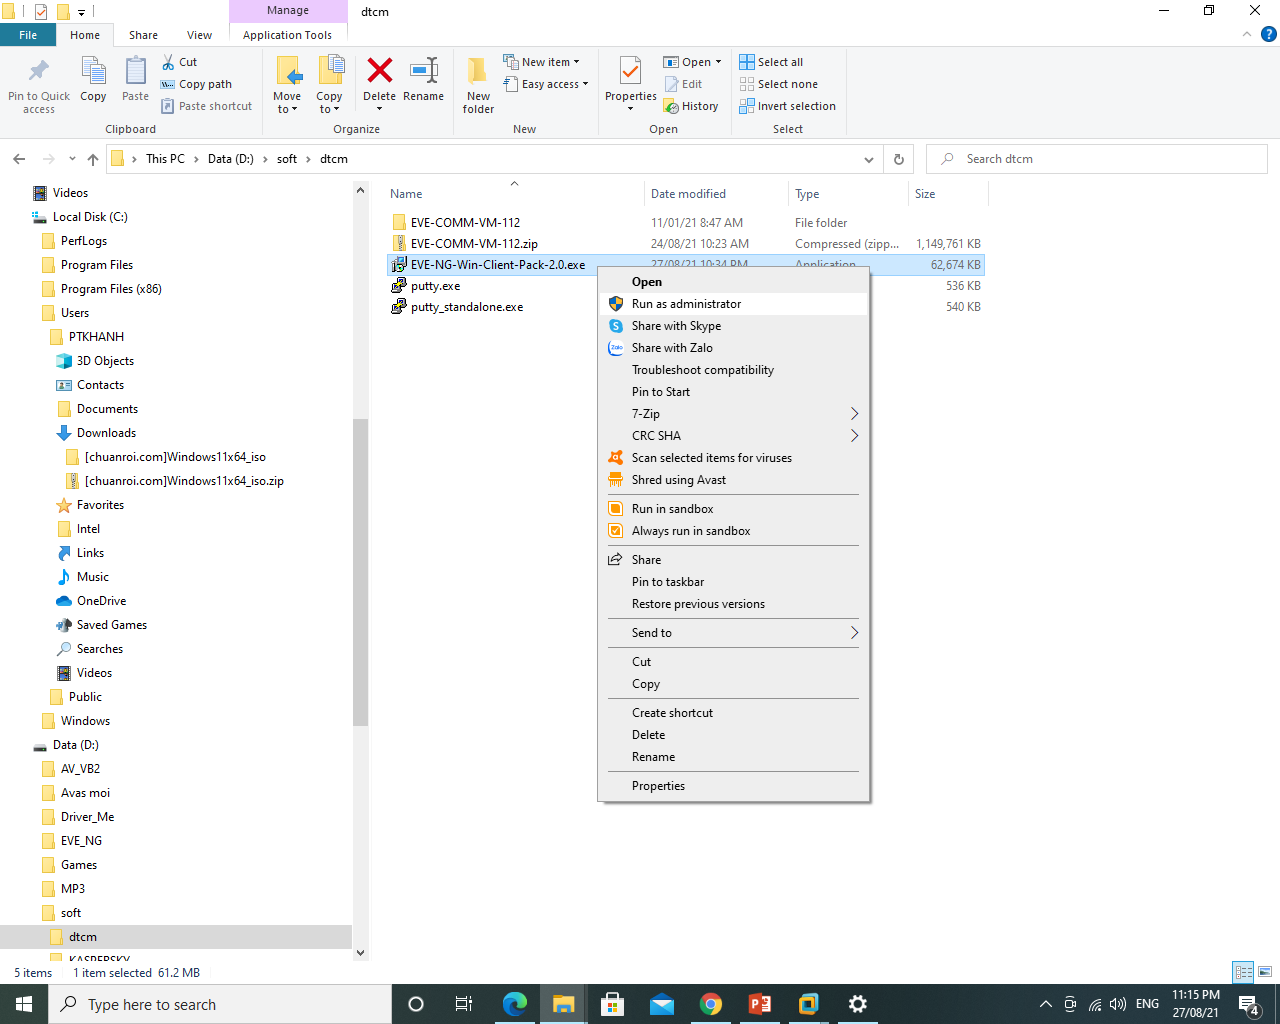 Manage
dtcm
File
Home
Share
View
Application Tools
Pin to Quick access
Copy
Paste
Cut
Copy path
Paste shortcut
Move to
Copy to
Delete
Rename
New folder
New item
Easy access
Properties
Open
Edit
History
Select all
Select none
Invert selection
Clipboard
Organize
New
Open
Select
This PC
Data (D:)
soft
dtcm
Search dtcm
Videos
Local Disk (C:)
PerfLogs
Program Files
Program Files (x86)
Users
PTKHANH
3D Objects
Contacts
Documents
Downloads
[chuanroi.com]Windows11x64_iso
[chuanroi.com]Windows11x64_iso.zip
Favorites
Intel
Links
Music
OneDrive
Saved Games
Searches
Videos
Public
Windows
Data (D:)
AV_VB2
Avas moi
Driver_Me
EVE_NG
Games
MP3
soft
dtcm
KASPERSKY
Name Date modified Type Size
EVE-COMM-VM-112 11/01/21 8:47 AM File folder
EVE-COMM-VM-112.zip 24/08/21 10:23 AM Compressed (zipp... 1,149,761 KB
EVE-NG-Win-Client-Pack-2.0.exe 27/08/21 10:34 PM Application 62,674 KB
putty.exe 536 KB
putty_standalone.exe 540 KB
Open
Run as administrator
Share with Skype
Zalo Share with Zalo
Troubleshoot compatibility
Pin to Start
7-Zip
CRC SHA
Scan selected items for viruses
Shred using Avast
Run in sandbox
Always run in sandbox
Share
Pin to taskbar
Restore previous versions
Send to
Cut
Copy
Create shortcut
Delete
Rename
Properties
5 items 1 item selected 61.2 MB
Type here to search
ENG
11:15 PM
27/08/21
4